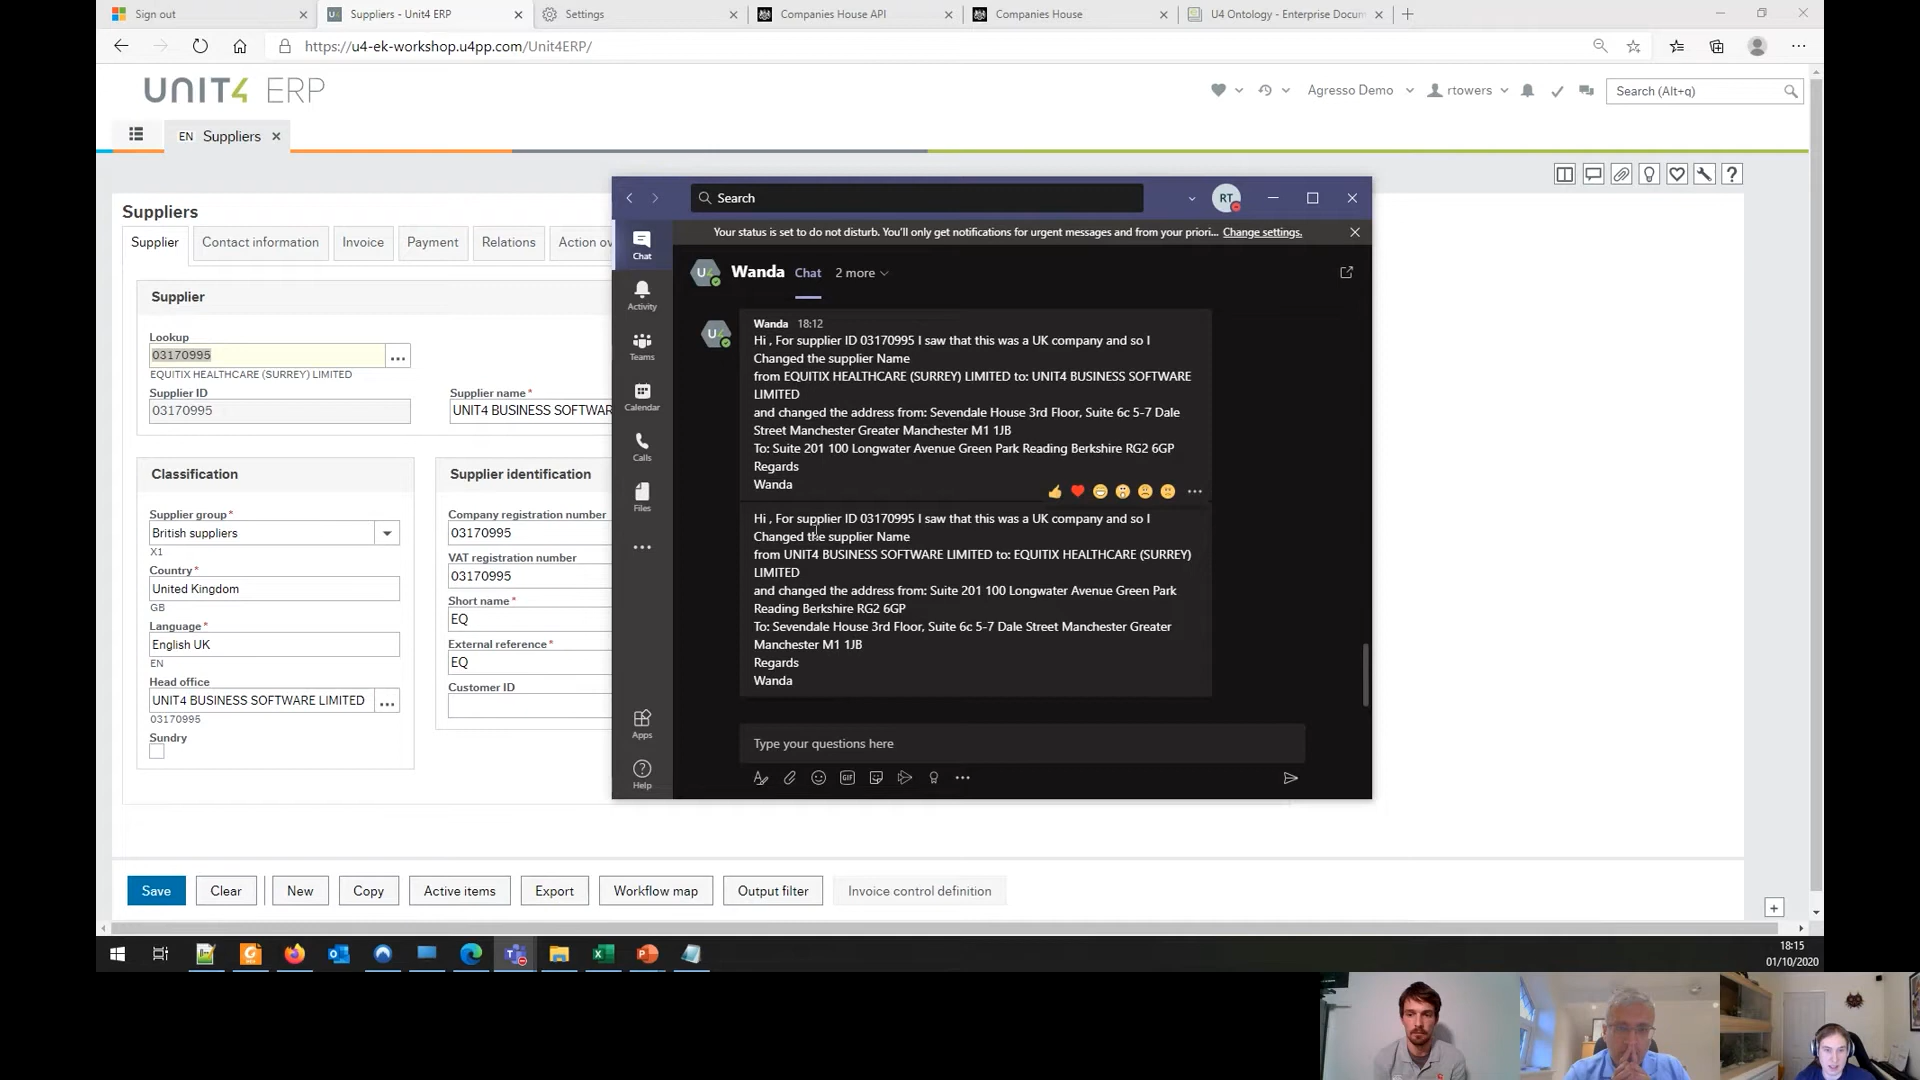 Sign out
Suppliers - Unit4 ERP
Settings
Companies House API
Companies House
U4 Ontology - Enterprise Docum
https://u4-ek-workshop.u4pp.com/Unit4ERP/
UNIT4 ERP
Agresso Demo
rtowers
Search (Alt+q)
EN Suppliers
Suppliers
Supplier
Contact information
Invoice
Payment
Relations
Action ov
Supplier
Lookup
03170995
...
EQUITIX HEALTHCARE (SURREY) LIMITED
Supplier ID
03170995
Supplier name *
UNIT4 BUSINESS SOFTWAR
Classification
Supplier group *
British suppliers
X1
Country *
United Kingdom
GB
Language *
English UK
EN
Head office
UNIT4 BUSINESS SOFTWARE LIMITED
...
03170995
Sundry
Supplier identification
Company registration number
03170995
VAT registration number
03170995
Short name *
EQ
External reference *
EQ
Customer ID
Search
RT
Your status is set to do not disturb. You'll only get notifications for urgent messages and from your priori... Change settings.
Chat
Activity
Teams
Calendar
Calls
Files
Apps
Help
U4
Wanda
Chat
2 more
U4
Wanda 18:12
Hi , For supplier ID 03170995 I saw that this was a UK company and so I
Changed the supplier Name
from EQUITIX HEALTHCARE (SURREY) LIMITED to: UNIT4 BUSINESS SOFTWARE
LIMITED
and changed the address from: Sevendale House 3rd Floor, Suite 6c 5-7 Dale
Street Manchester Greater Manchester M1 1JB
To: Suite 201 100 Longwater Avenue Green Park Reading Berkshire RG2 6GP
Regards
Wanda
Hi , For supplier ID 03170995 I saw that this was a UK company and so I
Changed the supplier Name
from UNIT4 BUSINESS SOFTWARE LIMITED to: EQUITIX HEALTHCARE (SURREY)
LIMITED
and changed the address from: Suite 201 100 Longwater Avenue Green Park
Reading Berkshire RG2 6GP
To: Sevendale House 3rd Floor, Suite 6c 5-7 Dale Street Manchester Greater
Manchester M1 1JB
Regards
Wanda
Type your questions here
GIF
Save
Clear
New
Copy
Active items
Export
Workflow map
Output filter
Invoice control definition
18:15
01/10/2020